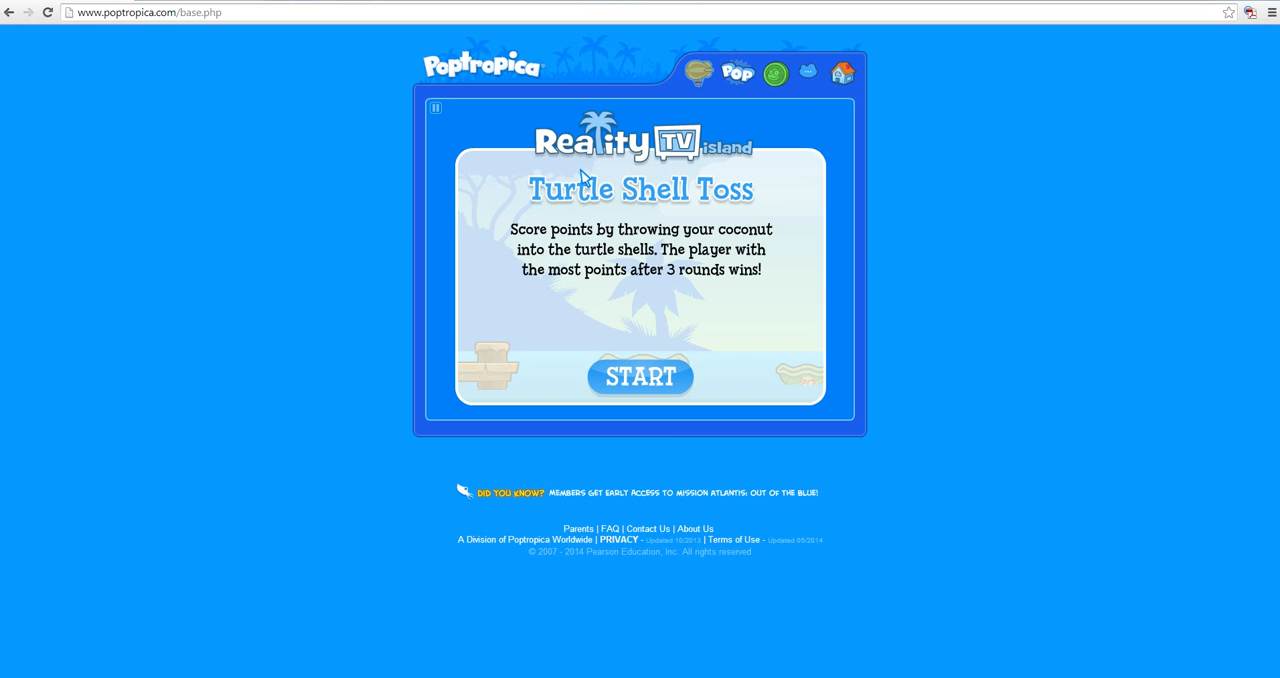 www.poptropica.com/base.php
Poptropica
POP
Reality TV island
Turtle Shell Toss
Score points by throwing your coconut
into the turtle shells. The player with
the most points after 3 rounds wins!
START
DID YOU KNOW? MEMBERS GET EARLY ACCESS TO MISSION ATLANTIS: OUT OF THE BLUE!
Parents | FAQ | Contact Us | About Us
A Division of Poptropica Worldwide | PRIVACY - Updated 10/2013 | Terms of Use - Updated 05/2014
© 2007 - 2014 Pearson Education, Inc. All rights reserved